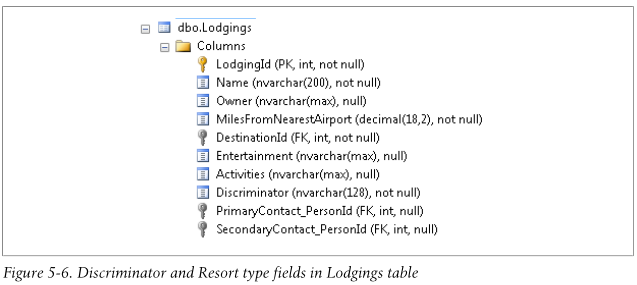 dbo.Lodgings
Columns
LodgingId (PK, int, not null)
Name (nvarchar(200), not null)
Owner (nvarchar(max), null)
MilesFromNearestAirport (decimal(18,2), not null)
DestinationId (FK, int, not null)
Entertainment (nvarchar(max), null)
Activities (nvarchar(max), null)
Discriminator (nvarchar(128), not null)
PrimaryContact_PersonId (FK, int, null)
SecondaryContact_PersonId (FK, int, null)
Figure 5-6. Discriminator and Resort type fields in Lodgings table